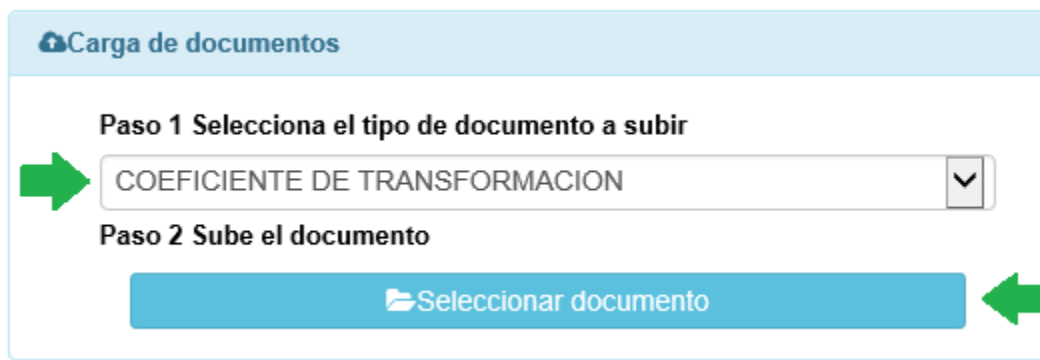 Carga de documentos
Paso 1 Selecciona el tipo de documento a subir
COEFICIENTE DE TRANSFORMACION
Paso 2 Sube el documento
Seleccionar documento